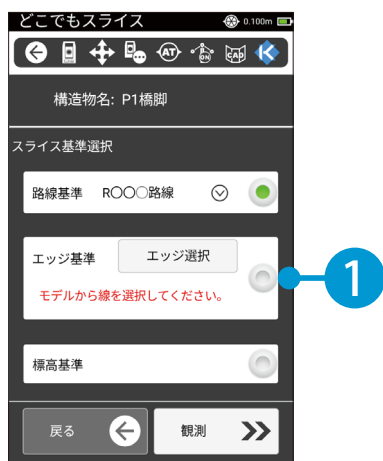 どこでもスライス
0.100m
AT
ON
CAD
構造物名: P1橋脚
スライス基準選択
路線基準 R〇〇〇路線
エッジ基準 エッジ選択
モデルから線を選択してください。
1
標高基準
戻る 観測